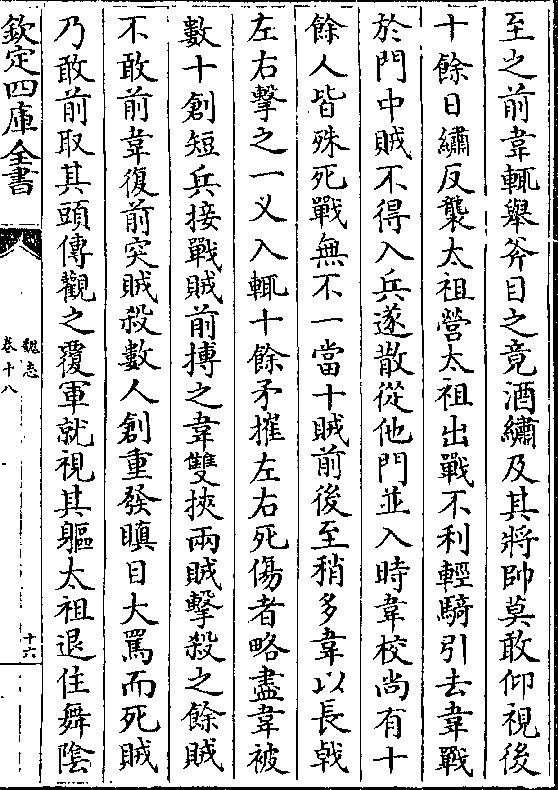 至之前韋輒舉斧目之竟酒繡及其將帥莫敢仰視後
十餘日繡反襲太祖營太祖出戰不利輕騎引去韋戰
於門中賊不得入兵遂散從他門並入時韋校尚有十
餘人皆殊死戰無不一當十賊前後至稍多韋以長戟
左右擊之一义入輒十餘矛摧左右死傷者略盡韋被
數十創短兵接戰賊前搏之韋雙挾兩賊擊殺之餘賊
不敢前韋復前突賊殺數人創重發瞋目大罵而死賊
乃敢前取其頭傳觀之覆軍就視其軀太祖退住舞陰
欽定四庫全書
魏志
卷十八
十六